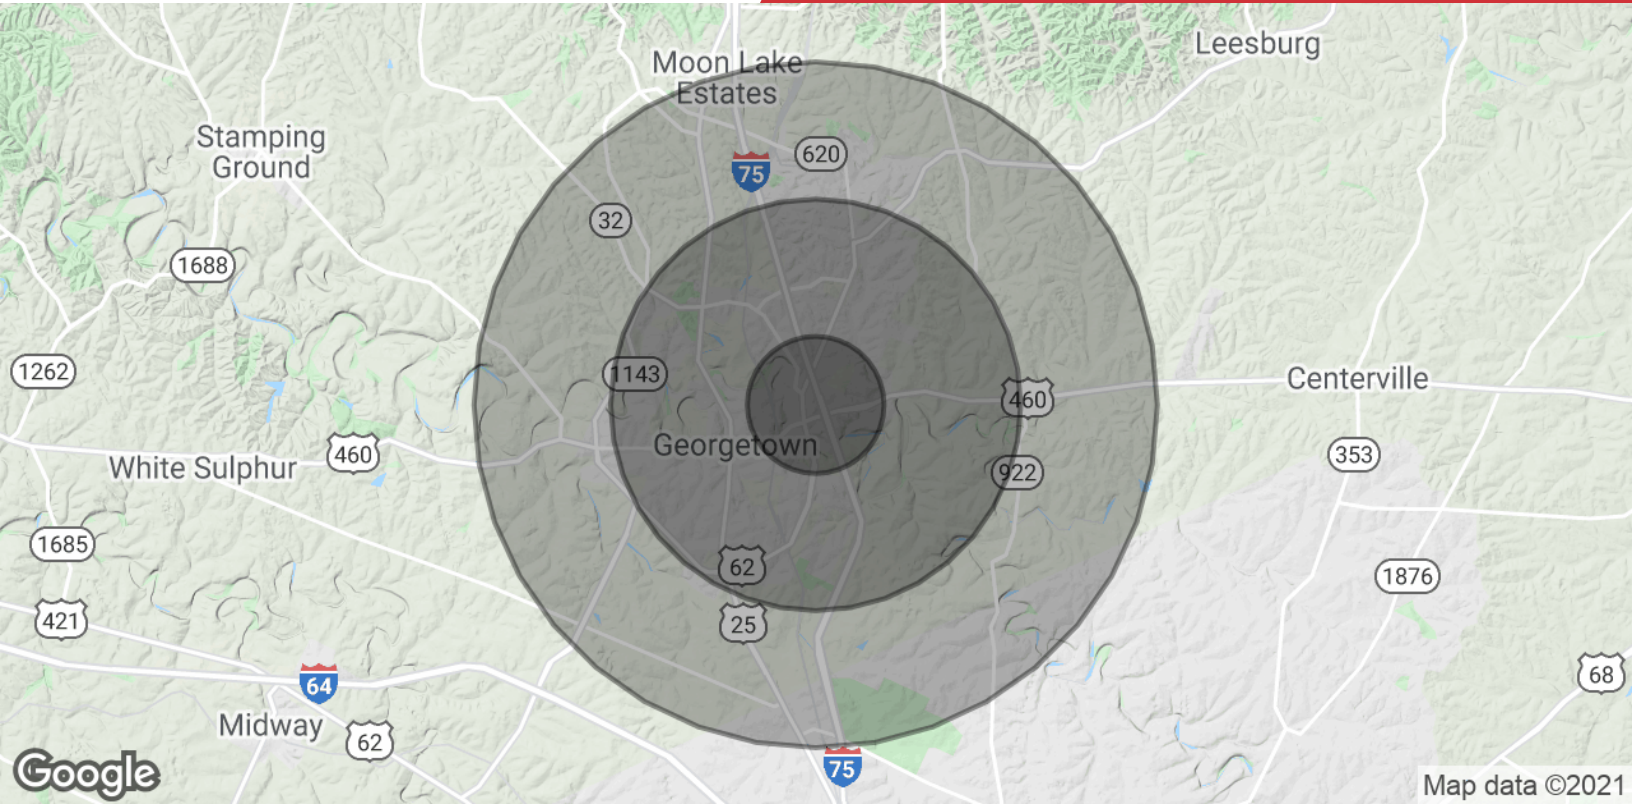 Leesburg
Moon Lake
Estates
Stamping
Ground
620
75
32
1688
1262
1143
Centerville
460
Georgetown
460
353
White Sulphur
922
1685
62
1876
421
25
64
68
Midway
62
75
Google
Map data ©2021